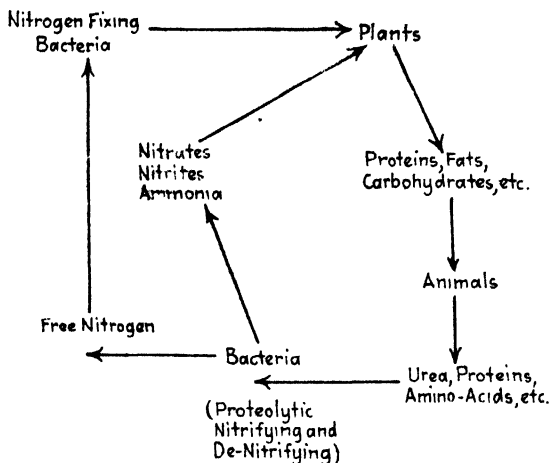 Nitrogen Fixing
Bacteria
Plants
Nitrutes
Nitrites
Ammonia
Proteins, Fats,
Carbohydrates, etc.
Animals
Free Nitrogen
Bacteria
Urea, Proteins,
Amino-Acids, etc.
(Proteolytic
Nitrifying and
De-Nitrifying)